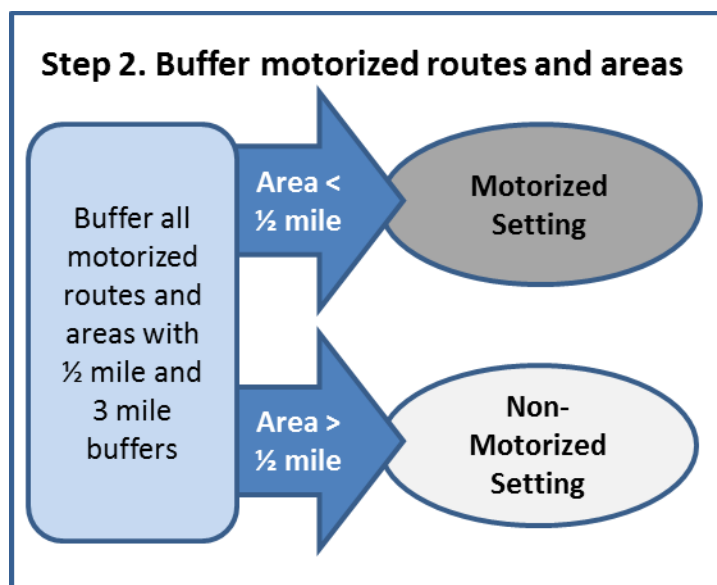 Step 2. Buffer motorized routes and areas
Buffer all
motorized
routes and
areas with
½ mile and
3 mile
buffers
Area <
½ mile
Motorized
Setting
Area >
½ mile
Non-
Motorized
Setting